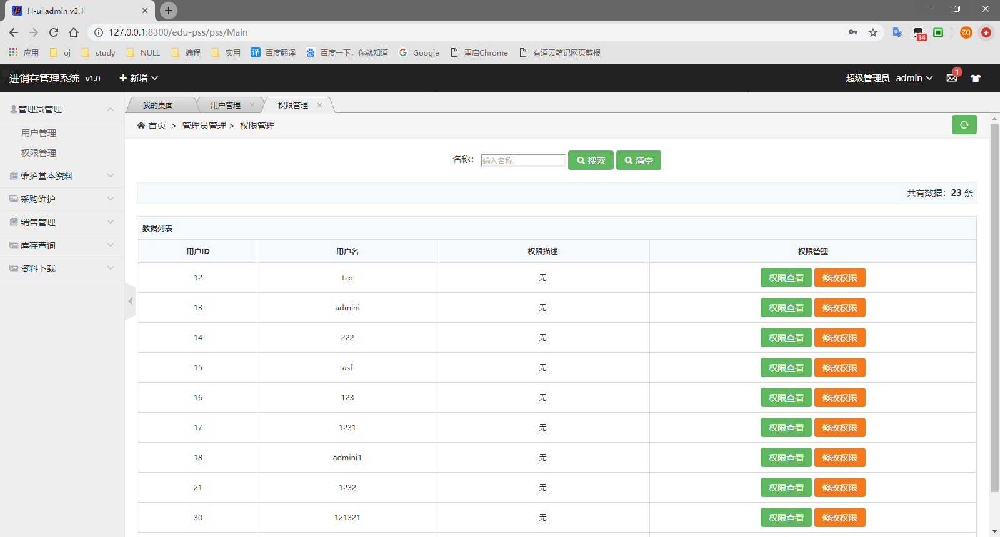 H-ui.admin v3.1
127.0.0.1:8300/edu-pss/pss/Main
14
ZQ
应用 oj study NULL 编程 实用 译 百度翻译 百度一下，你就知道 Google 重启Chrome 有道云笔记网页剪报
进销存管理系统 v1.0 新增 超级管理员 admin 1
管理员管理
用户管理
权限管理
维护基本资料
采购维护
销售管理
库存查询
资料下载
我的桌面 用户管理 权限管理
首页 > 管理员管理 > 权限管理
名称： 输入名称 搜索 清空
共有数据：23 条
数据列表
用户ID 用户名 权限描述 权限管理
12 tzq 无 权限查看 修改权限
13 admini 无 权限查看 修改权限
14 222 无 权限查看 修改权限
15 asf 无 权限查看 修改权限
16 123 无 权限查看 修改权限
17 1231 无 权限查看 修改权限
18 admini1 无 权限查看 修改权限
21 1232 无 权限查看 修改权限
30 121321 无 权限查看 修改权限